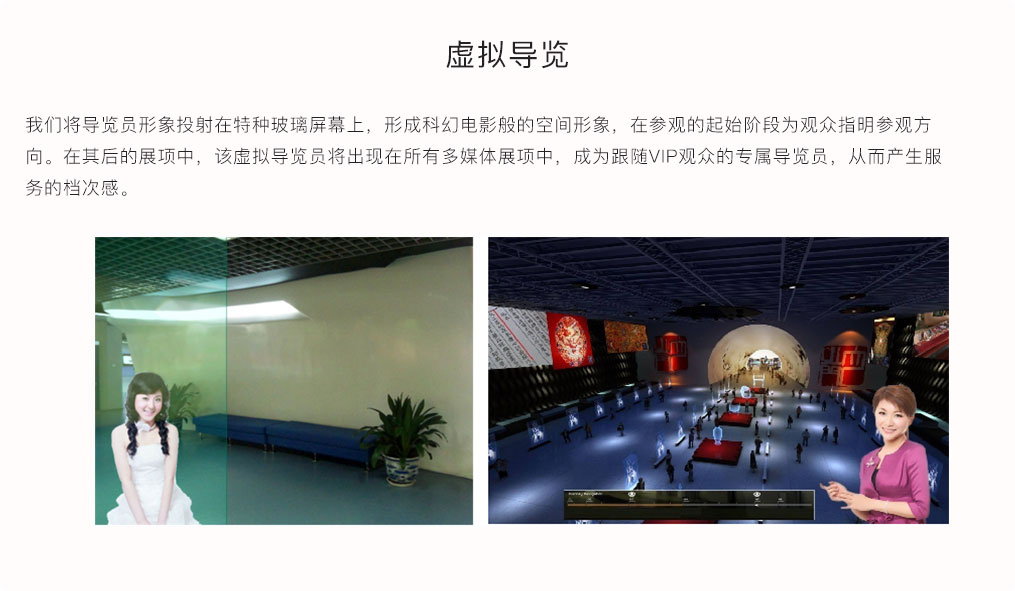 虚拟导览
我们将导览员形象投射在特种玻璃屏幕上，形成科幻电影般的空间形象，在参观的起始阶段为观众指明参观方
向。在其后的展项中，该虚拟导览员将出现在所有多媒体展项中，成为跟随VIP观众的专属导览员，从而产生服
务的档次感。